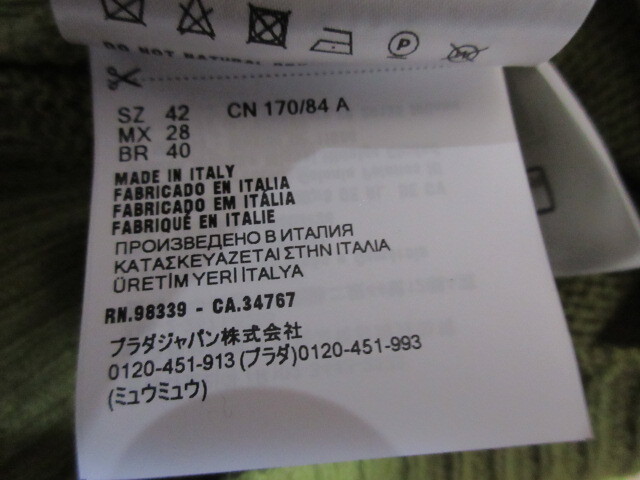 DO NOT NATURAL
SZ 42 CN 170/84 A
MX 28
BR 40
MADE IN ITALY
FABRICADO EN ITALIA
FABRICADO EM ITÁLIA
FABRIQUÉ EN ITALIE
ПРОИЗВЕДЕНО В ИТАЛИЯ
ΚΑΤΑΣΚΕΥΑΖΕΤΑΙ ΣΤΗΝ ΙΤΑΛΙΑ
ÜRETİM YERİ İTALYA
RN.98339 - CA.34767
プラダジャパン株式会社
0120-451-913 (プラダ)0120-451-993
(ミュウミュウ)